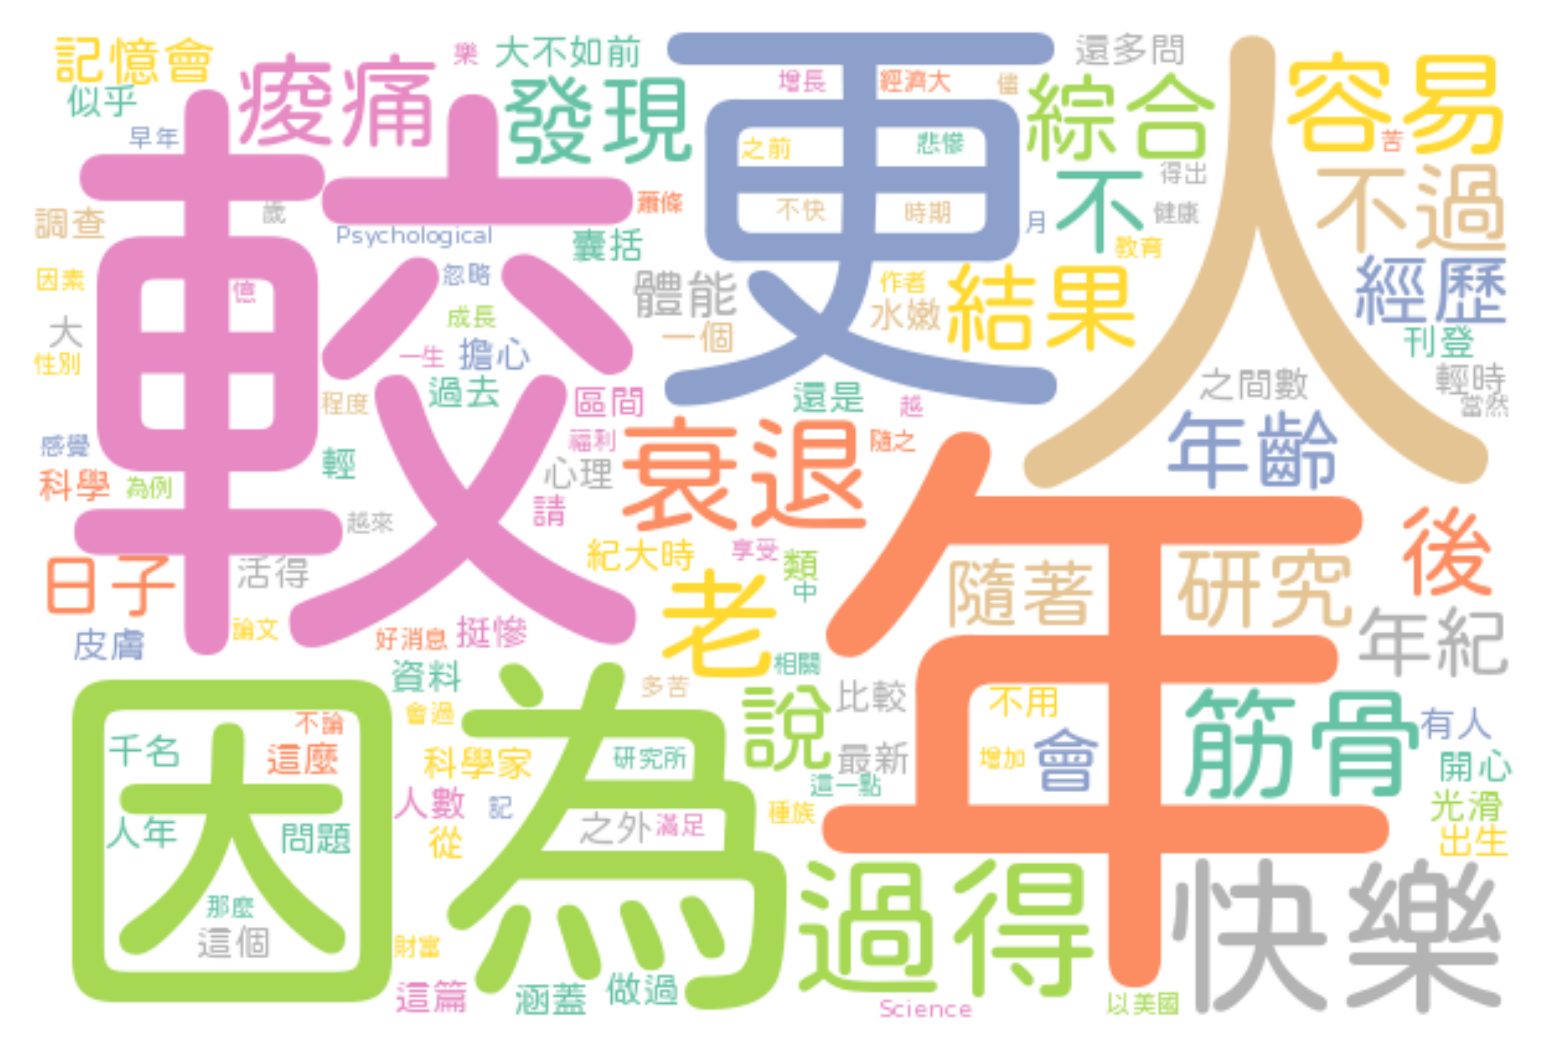 記憶會
痠痛
樂
大不如前
更
還多問
人
容易
似乎
早年
發現
增長
經濟大
儘
綜合
苦
較
之前
悲慘
不
得出
不過
調查
歲
蕭條
不快
時期
月
健康
Psychological
囊括
教育
因素
憶
忽略
體能
作者
結果
經歷
大
成長
一個
水嫩
刊登
性別
一生
擔心
過去
程度
區間
還是
越
之間數
輕時
當然
感覺
福利
衰退
隨之
年齡
科學
為例
輕
心理
年
越來
請
後
日子
活得
紀大時
享受
類
中
隨著
研究
皮膚
論文
好消息
挺慘
老
相關
年紀
因為
資料
多苦
會過
說
比較
不用
筋骨
有人
不論
千名
這麼
科學家
研究所
最新
增加
會
開心
這一點
人數
記
種族
光滑
人年
問題
從
之外
滿足
出生
過得
快樂
那麼
這個
財富
這篇
涵蓋
做過
Science
以美國